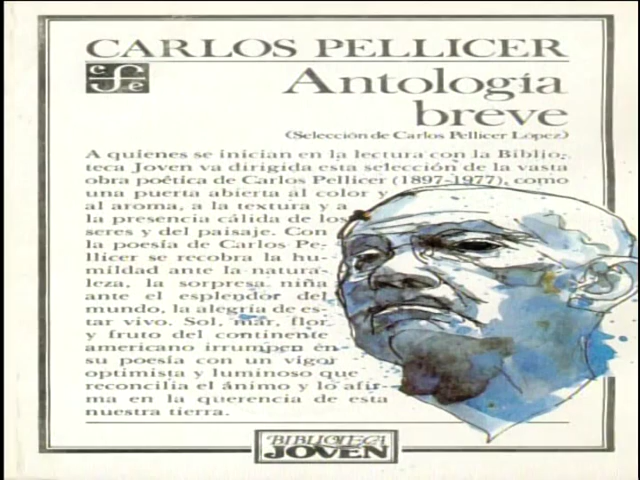 CARLOS PELLICER
cfe
Antología
breve
(Selección de Carlos Pellicer López)
A quienes se inician en la lectura con la Biblio-
teca Joven va dirigida esta selección de la vasta
obra poética de Carlos Pellicer (1897-1977), como
una puerta abierta al color y
al aroma, a la textura y a
la presencia cálida de los
seres y del paisaje. Con
la poesía de Carlos Pe-
llicer se recobra la hu-
mildad ante la natura-
leza, la sorpresa niña
ante el esplendor del
mundo, la alegría de es-
tar vivo. Sol, mar, flor
y fruto del continente
americano irrumpen en
su poesía con un vigor
optimista y luminoso que
reconcilia el ánimo y lo afir-
ma en la querencia de esta
nuestra tierra.
BIBLIOTECA
JOVEN